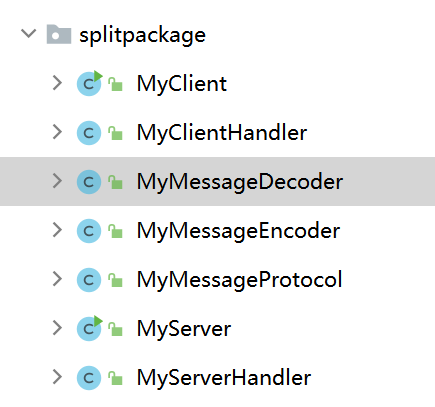 splitpackage
MyClient
MyClientHandler
MyMessageDecoder
MyMessageEncoder
MyMessageProtocol
MyServer
MyServerHandler